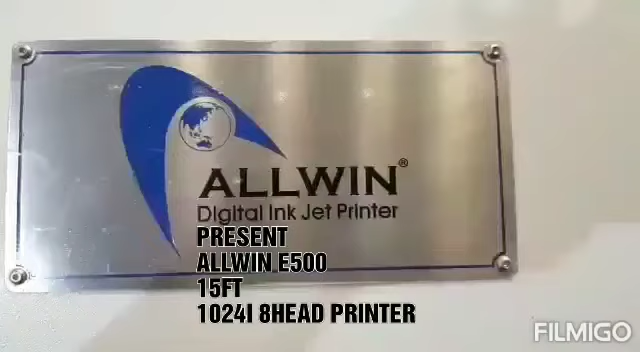 ALLWIN®
Digital Ink Jet Printer
PRESENT
ALLWIN E500
15FT
1024I 8HEAD PRINTER
FILMIGO